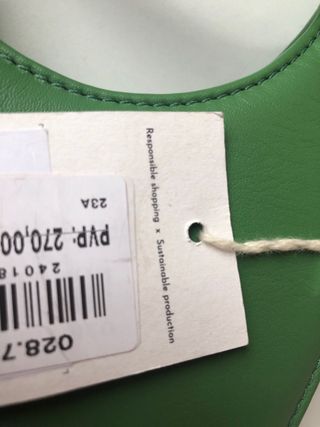 Responsible shopping x Sustainable production
028.7
24018
PVP: 270,00
23A